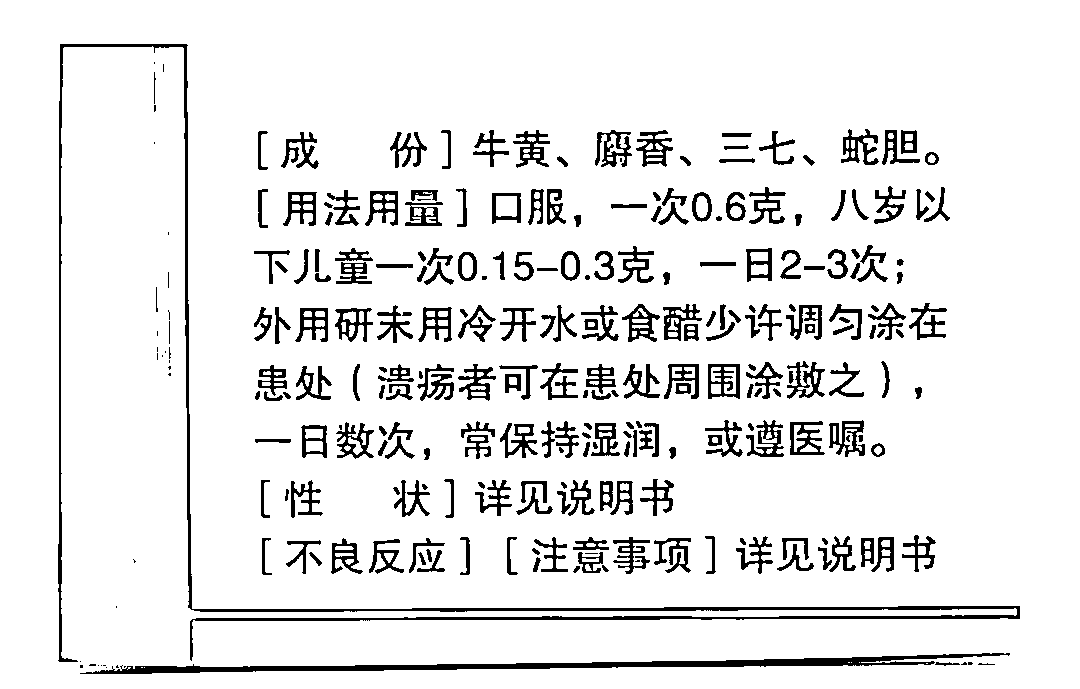 [成　份]牛黄、麝香、三七、蛇胆。
[用法用量]口服，一次0.6克，八岁以
下儿童一次0.15-0.3克，一日2-3次；
外用研末用冷开水或食醋少许调匀涂在
患处(溃疡者可在患处周围涂敷之)，
一日数次，常保持湿润，或遵医嘱。
[性　状]详见说明书
[不良反应] [注意事项]详见说明书